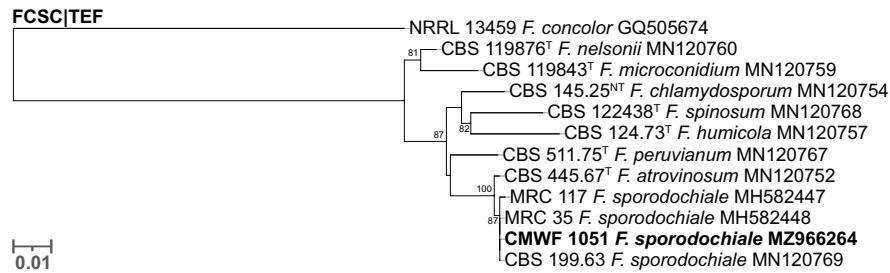 FCSC|TEF
NRRL 13459 F. concolor GQ505674
81
CBS 119876T F. nelsonii MN120760
CBS 119843T F. microconidium MN120759
CBS 145.25NT F. chlamydosporum MN120754
CBS 122438T F. spinosum MN120768
87
82
CBS 124.73T F. humicola MN120757
CBS 511.75T F. peruvianum MN120767
CBS 445.67T F. atrovinosum MN120752
100
MRC 117 F. sporodochiale MH582447
87
MRC 35 F. sporodochiale MH582448
CMWF 1051 F. sporodochiale MZ966264
CBS 199.63 F. sporodochiale MN120769
0.01